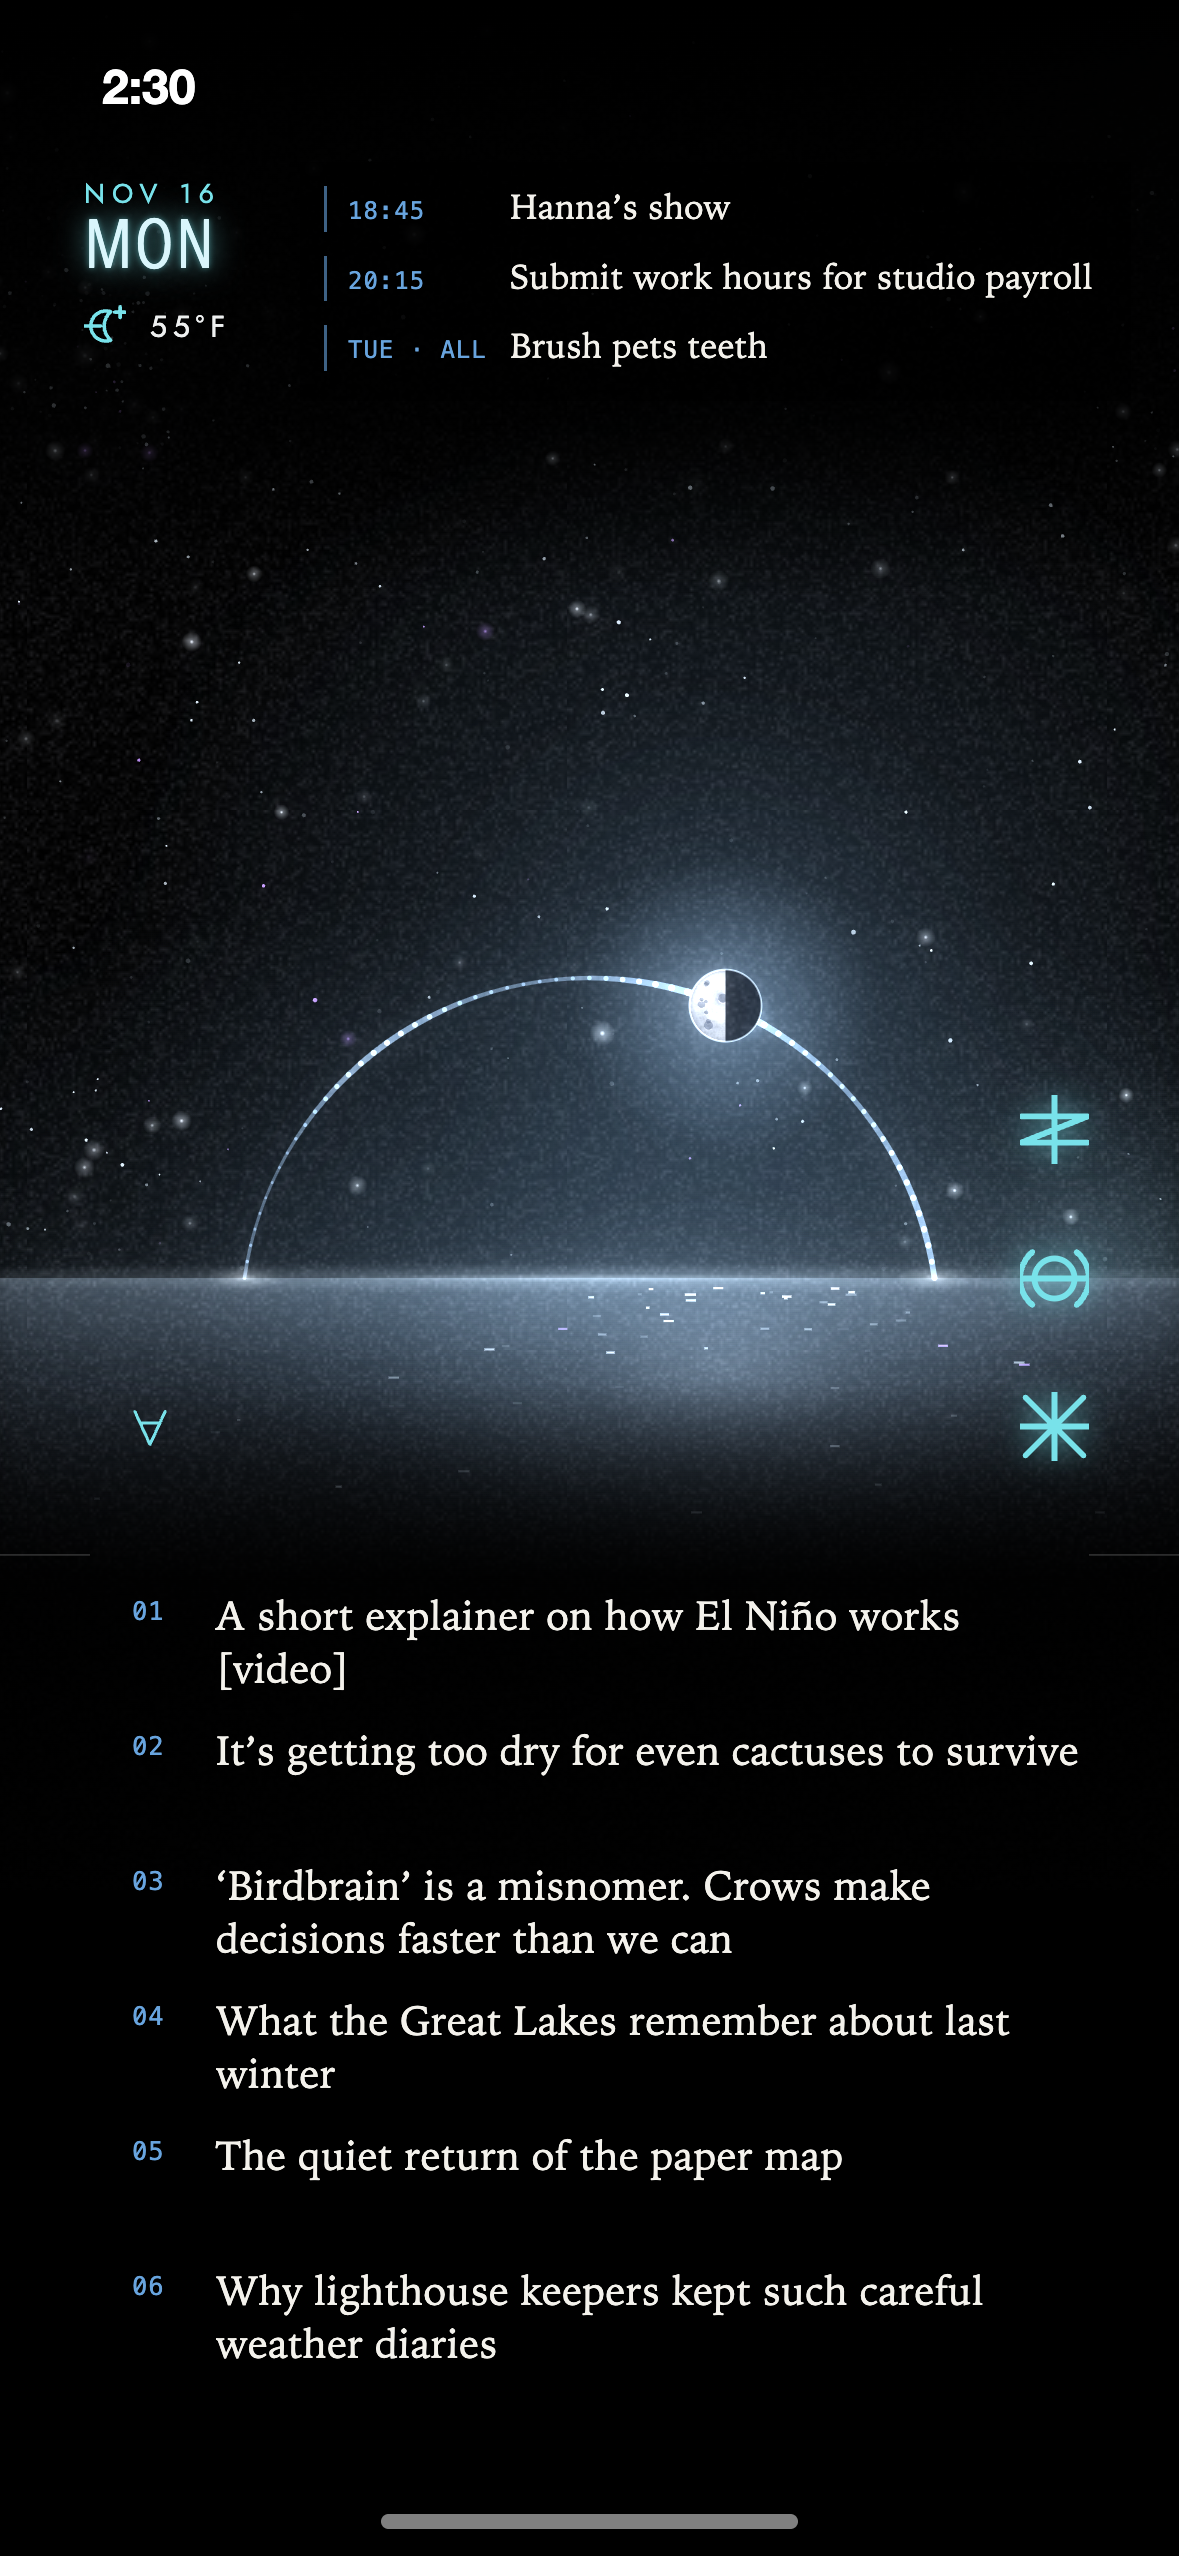 2:30
NOV 16
MON
55°F
18:45 Hanna’s show
20:15 Submit work hours for studio payroll
TUE · ALL Brush pets teeth
01 A short explainer on how El Niño works
[video]
02 It’s getting too dry for even cactuses to survive
03 ‘Birdbrain’ is a misnomer. Crows make
decisions faster than we can
04 What the Great Lakes remember about last
winter
05 The quiet return of the paper map
06 Why lighthouse keepers kept such careful
weather diaries